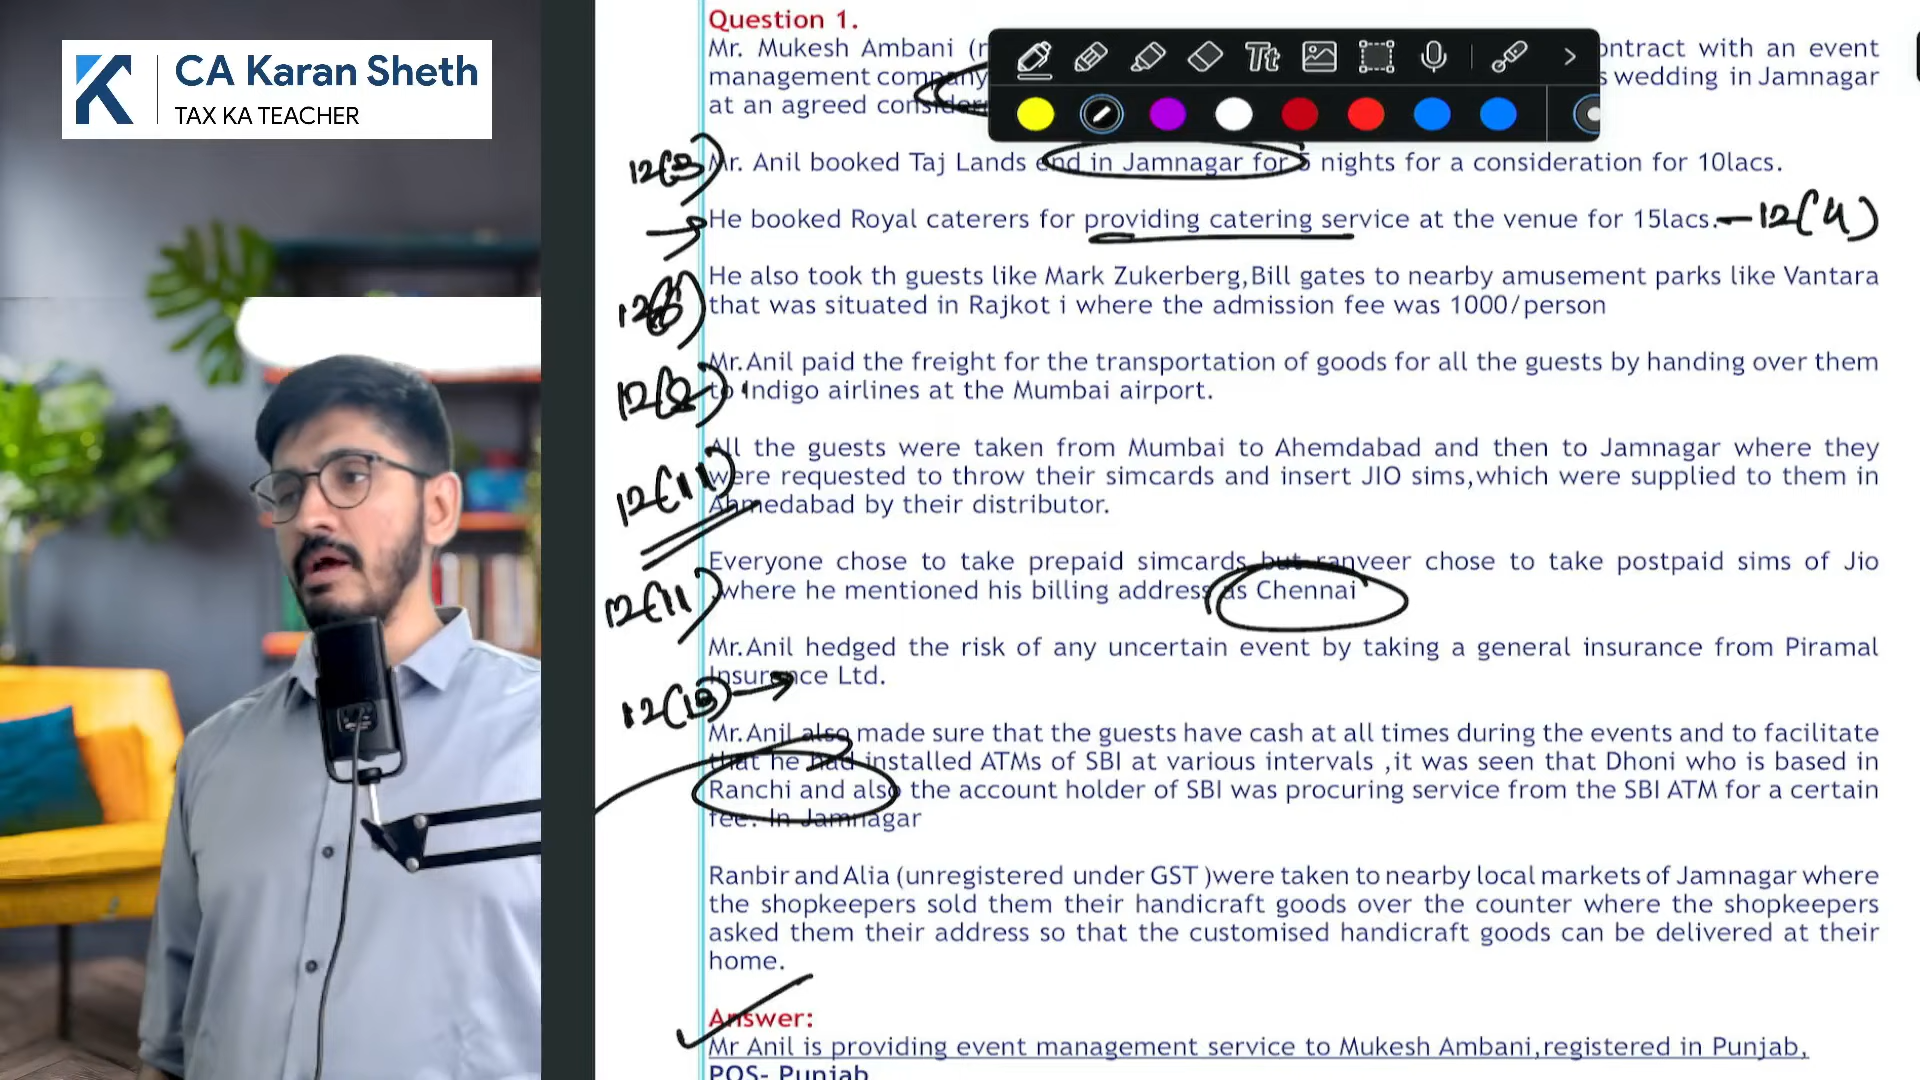 CA Karan Sheth
TAX KA TEACHER
Question 1.
Mr. Mukesh Ambani (r ontract with an event
management company s wedding in Jamnagar
at an agreed consider
12(3) Mr. Anil booked Taj Lands end in Jamnagar for 5 nights for a consideration for 10lacs.
He booked Royal caterers for providing catering service at the venue for 15lacs. - 12(4)
He also took th guests like Mark Zukerberg,Bill gates to nearby amusement parks like Vantara
that was situated in Rajkot i where the admission fee was 1000/person
Mr.Anil paid the freight for the transportation of goods for all the guests by handing over them
12(8) to Indigo airlines at the Mumbai airport.
All the guests were taken from Mumbai to Ahemdabad and then to Jamnagar where they
12(11) were requested to throw their simcards and insert JIO sims,which were supplied to them in
Ahmedabad by their distributor.
Everyone chose to take prepaid simcards but ranveer chose to take postpaid sims of Jio
12(11) where he mentioned his billing address as Chennai
Mr.Anil hedged the risk of any uncertain event by taking a general insurance from Piramal
12(13) Insurance Ltd.
Mr.Anil also made sure that the guests have cash at all times during the events and to facilitate
that he had installed ATMs of SBI at various intervals ,it was seen that Dhoni who is based in
Ranchi and also the account holder of SBI was procuring service from the SBI ATM for a certain
fee. In Jamnagar
Ranbir and Alia (unregistered under GST )were taken to nearby local markets of Jamnagar where
the shopkeepers sold them their handicraft goods over the counter where the shopkeepers
asked them their address so that the customised handicraft goods can be delivered at their
home.
Answer:
Mr Anil is providing event management service to Mukesh Ambani,registered in Punjab,
POS- Punjab